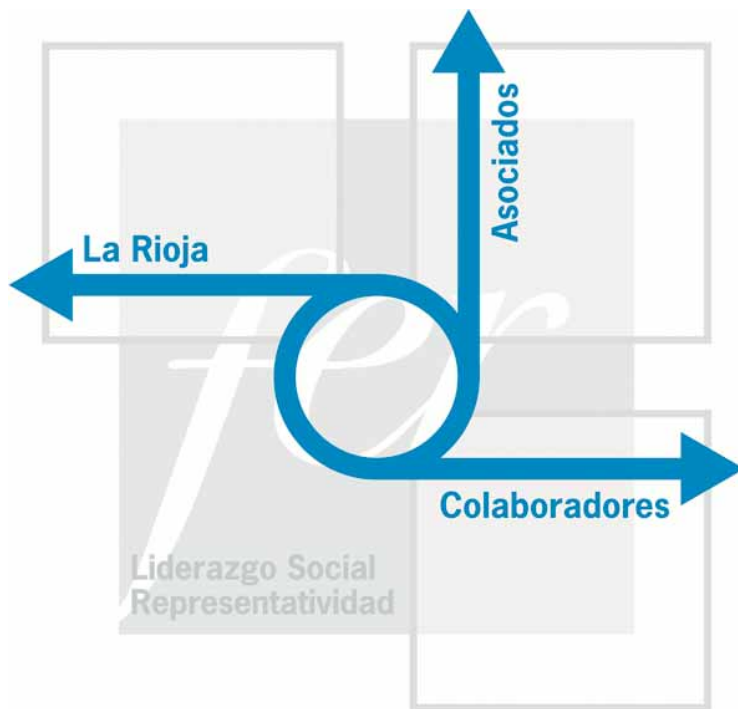 Asociados
La Rioja
fer
Colaboradores
Liderazgo Social
Representatividad